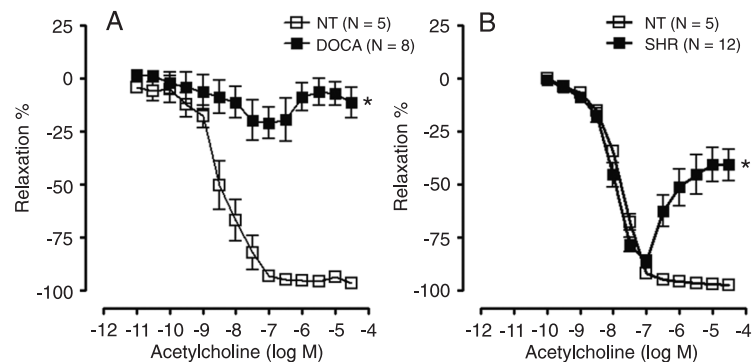 A
NT (N = 5)
DOCA (N = 8)
25
0
-25
-50
-75
-100
Relaxation %
*
-12 -11 -10 -9 -8 -7 -6 -5 -4
Acetylcholine (log M)
B
NT (N = 5)
SHR (N = 12)
25
0
-25
-50
-75
-100
Relaxation %
*
-12 -11 -10 -9 -8 -7 -6 -5 -4
Acetylcholine (log M)